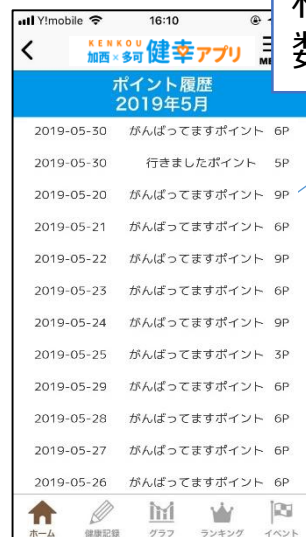 Y!mobile 16:10
KENKOU
加西×多可 健幸アプリ
ポイント履歴
2019年5月
2019-05-30 がんばってますポイント 6P
2019-05-30 行きましたポイント 5P
2019-05-20 がんばってますポイント 9P
2019-05-21 がんばってますポイント 6P
2019-05-22 がんばってますポイント 9P
2019-05-23 がんばってますポイント 6P
2019-05-24 がんばってますポイント 9P
2019-05-25 がんばってますポイント 3P
2019-05-29 がんばってますポイント 6P
2019-05-28 がんばってますポイント 6P
2019-05-27 がんばってますポイント 6P
2019-05-26 がんばってますポイント 6P
ホーム 健康記録 グラフ ランキング イベント